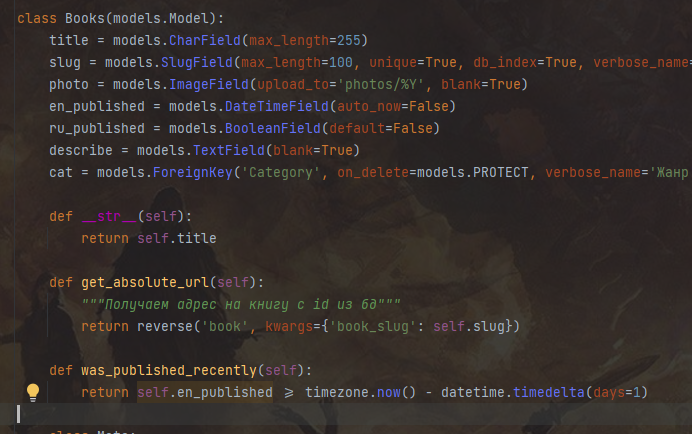 class Books(models.Model):
    title = models.CharField(max_length=255)
    slug = models.SlugField(max_length=100, unique=True, db_index=True, verbose_name=
    photo = models.ImageField(upload_to='photos/%Y', blank=True)
    en_published = models.DateTimeField(auto_now=False)
    ru_published = models.BooleanField(default=False)
    describe = models.TextField(blank=True)
    cat = models.ForeignKey('Category', on_delete=models.PROTECT, verbose_name='Жанр
    def __str__(self):
        return self.title
    def get_absolute_url(self):
        """Получаем адрес на книгу с id из бд"""
        return reverse('book', kwargs={'book_slug': self.slug})
    def was_published_recently(self):
        return self.en_published >= timezone.now() - datetime.timedelta(days=1)
    class Meta: